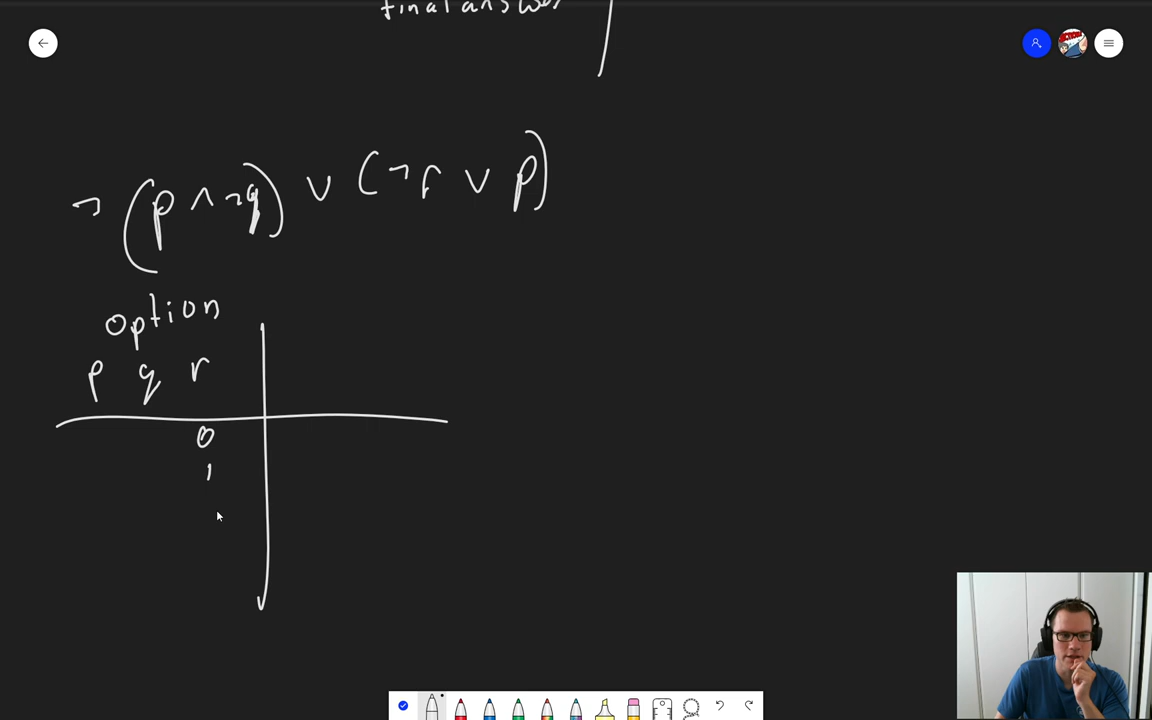 final answer
¬(p ∧ ¬q) ∨ (¬r ∨ p)
Option
p q r
0
1